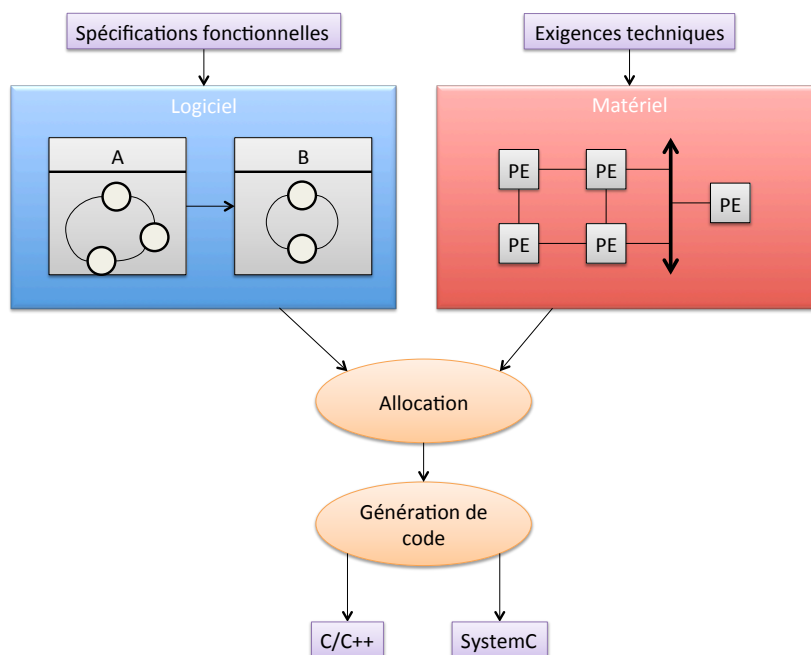 Spécifications fonctionnelles
Exigences techniques
Logiciel
Matériel
A
B
PE
PE
PE
PE
PE
Allocation
Génération de
code
C/C++
SystemC